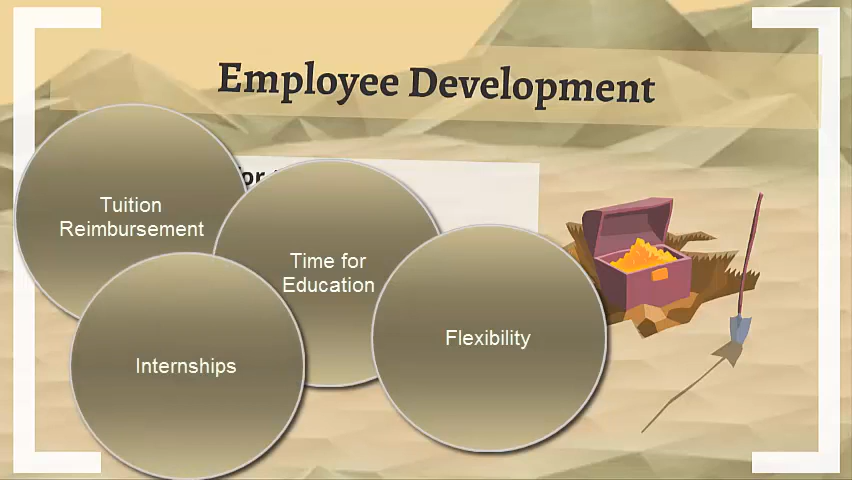 Employee Development
Tuition
Reimbursement
Time for
Education
Flexibility
Internships